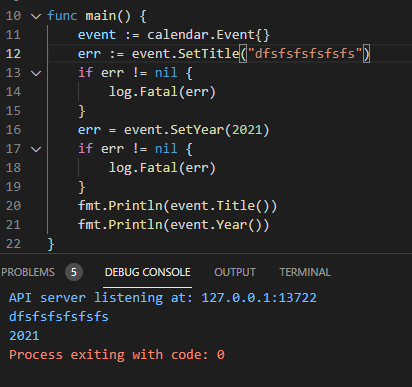 10 func main() {
11 event := calendar.Event{}
12 err := event.SetTitle("dfsfsfsfsfsfs")
13 if err != nil {
14 log.Fatal(err)
15 }
16 err = event.SetYear(2021)
17 if err != nil {
18 log.Fatal(err)
19 }
20 fmt.Println(event.Title())
21 fmt.Println(event.Year())
22 }
PROBLEMS 5 DEBUG CONSOLE OUTPUT TERMINAL
API server listening at: 127.0.0.1:13722
dfsfsfsfsfsfs
2021
Process exiting with code: 0